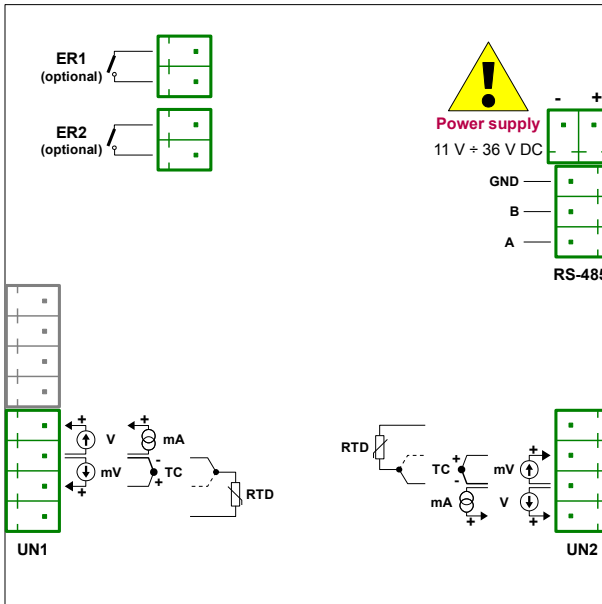 ER1
(optional)
ER2
(optional)
!
- +
Power supply
11 V ÷ 36 V DC
GND
B
A
RS-485
+ + 
V mA
mV - TC
+ +
RTD
UN1
RTD
TC + mV +
- mA V
+ +
UN2